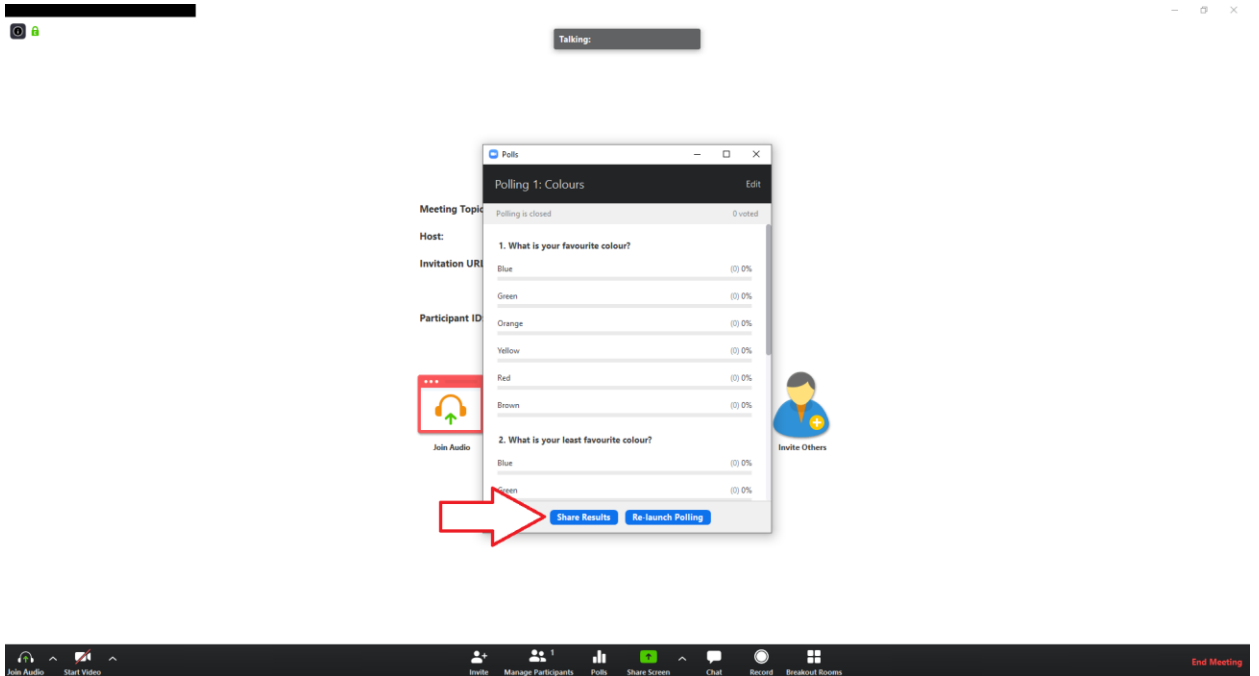 Talking:
Polls
Polling 1: Colours Edit
Polling is closed 0 voted
Meeting Topic
Host:
Invitation URL
Participant ID
1. What is your favourite colour?
Blue (0) 0%
Green (0) 0%
Orange (0) 0%
Yellow (0) 0%
Red (0) 0%
Brown (0) 0%
2. What is your least favourite colour?
Blue (0) 0%
Green (0) 0%
Join Audio
Invite Others
Share Results Re-launch Polling
Join Audio Start Video Invite Manage Participants 1 Polls Share Screen Chat Record Breakout Rooms End Meeting